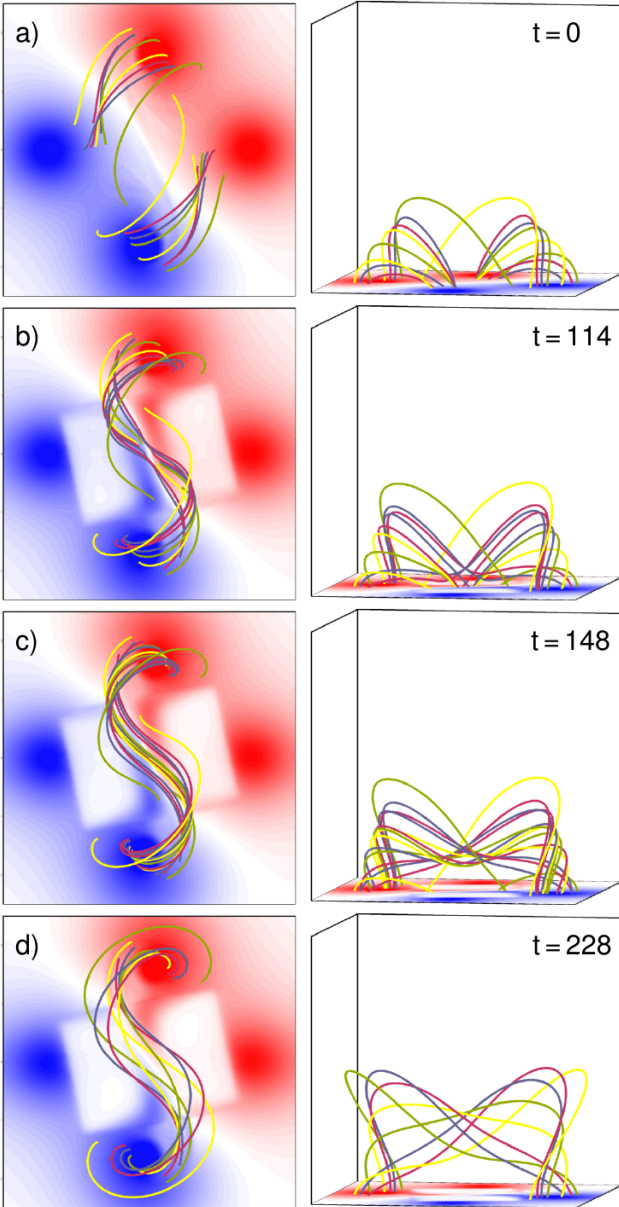 a)
t = 0
b)
t = 114
c)
t = 148
d)
t = 228